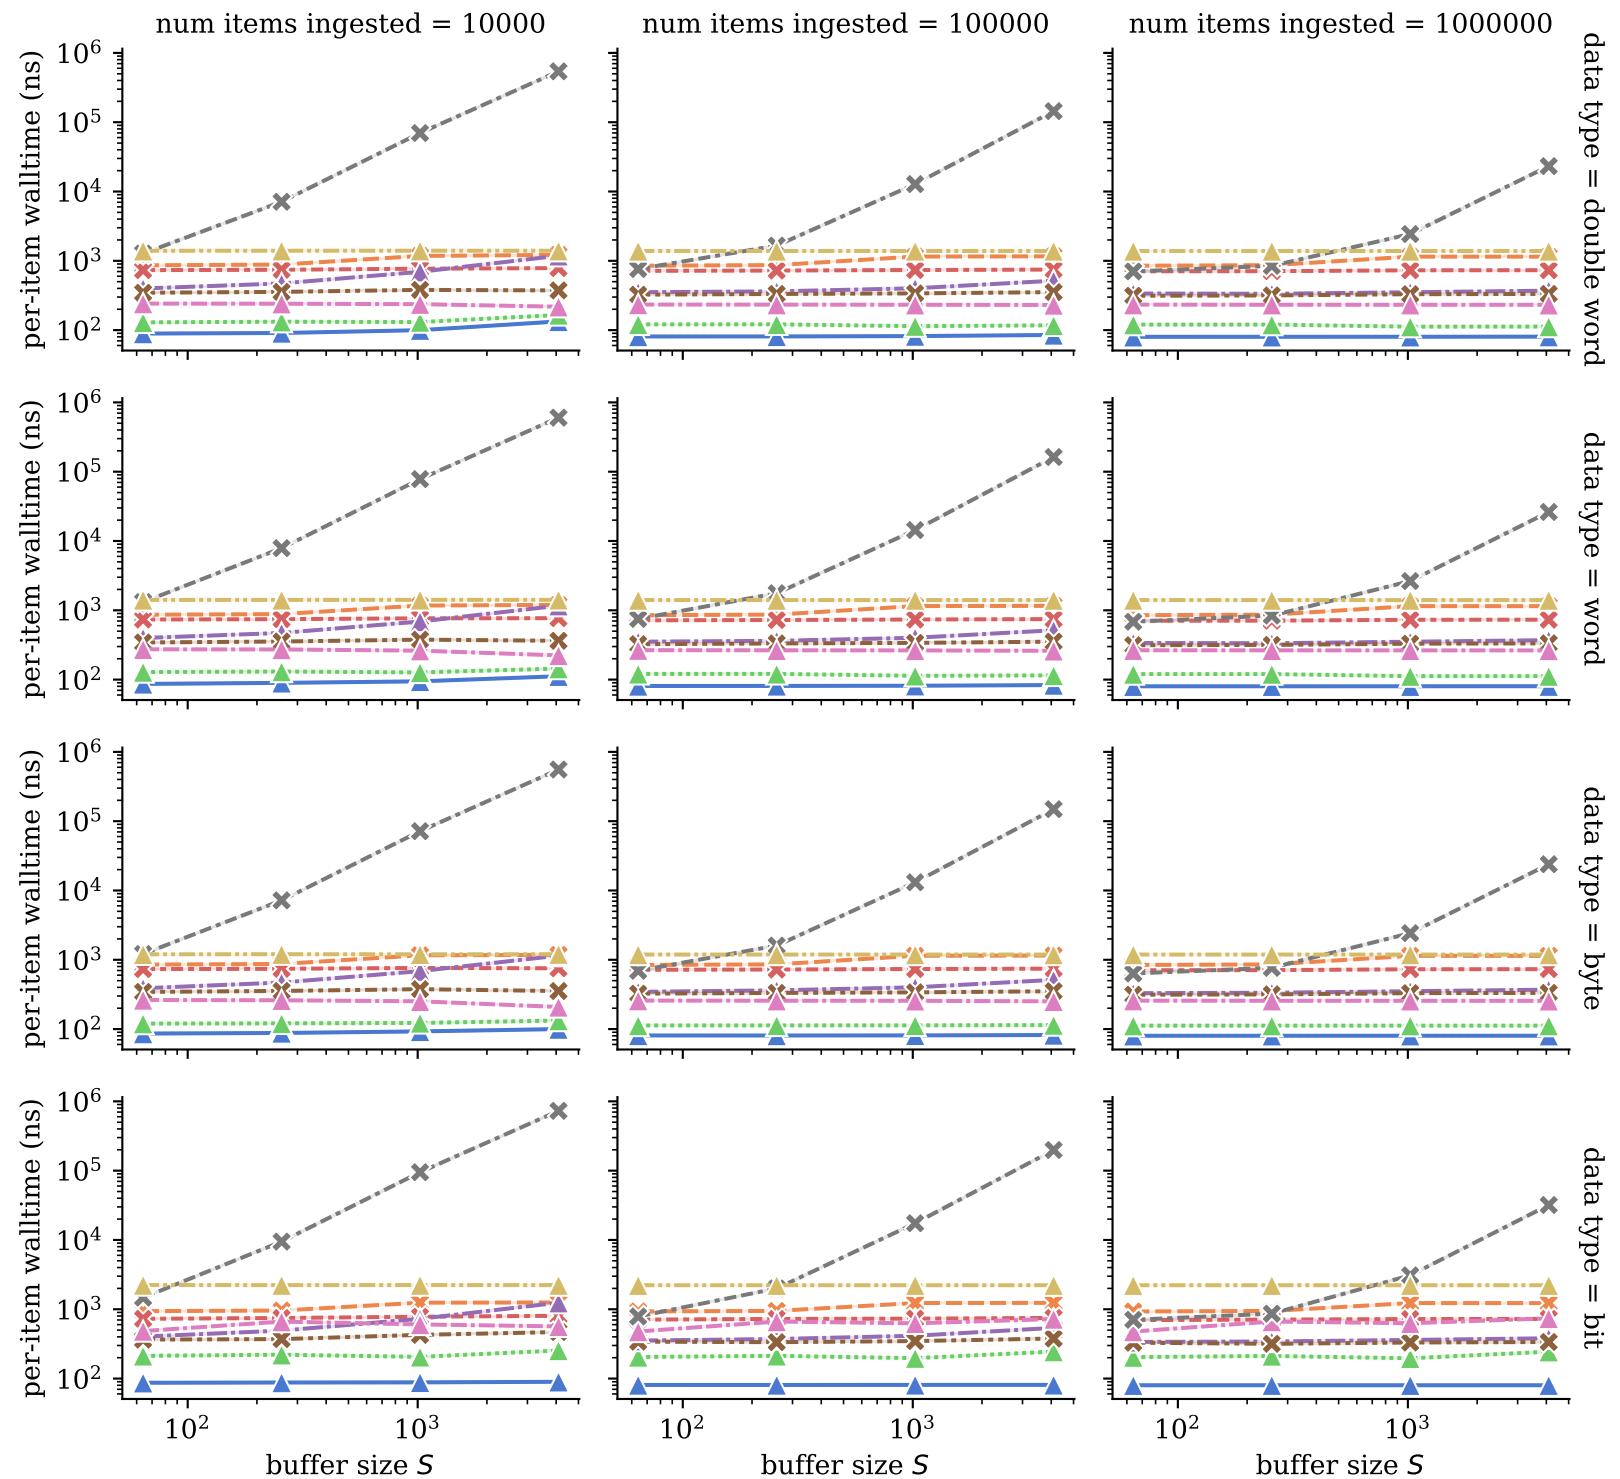 num items ingested = 10000
num items ingested = 100000
num items ingested = 1000000
per-item walltime (ns)
10⁶
10⁵
10⁴
10³
10²
data type = double word
per-item walltime (ns)
10⁶
10⁵
10⁴
10³
10²
data type = word
per-item walltime (ns)
10⁶
10⁵
10⁴
10³
10²
data type = byte
per-item walltime (ns)
10⁶
10⁵
10⁴
10³
10²
data type = bit
10² 10³
10² 10³
10² 10³
buffer size S
buffer size S
buffer size S